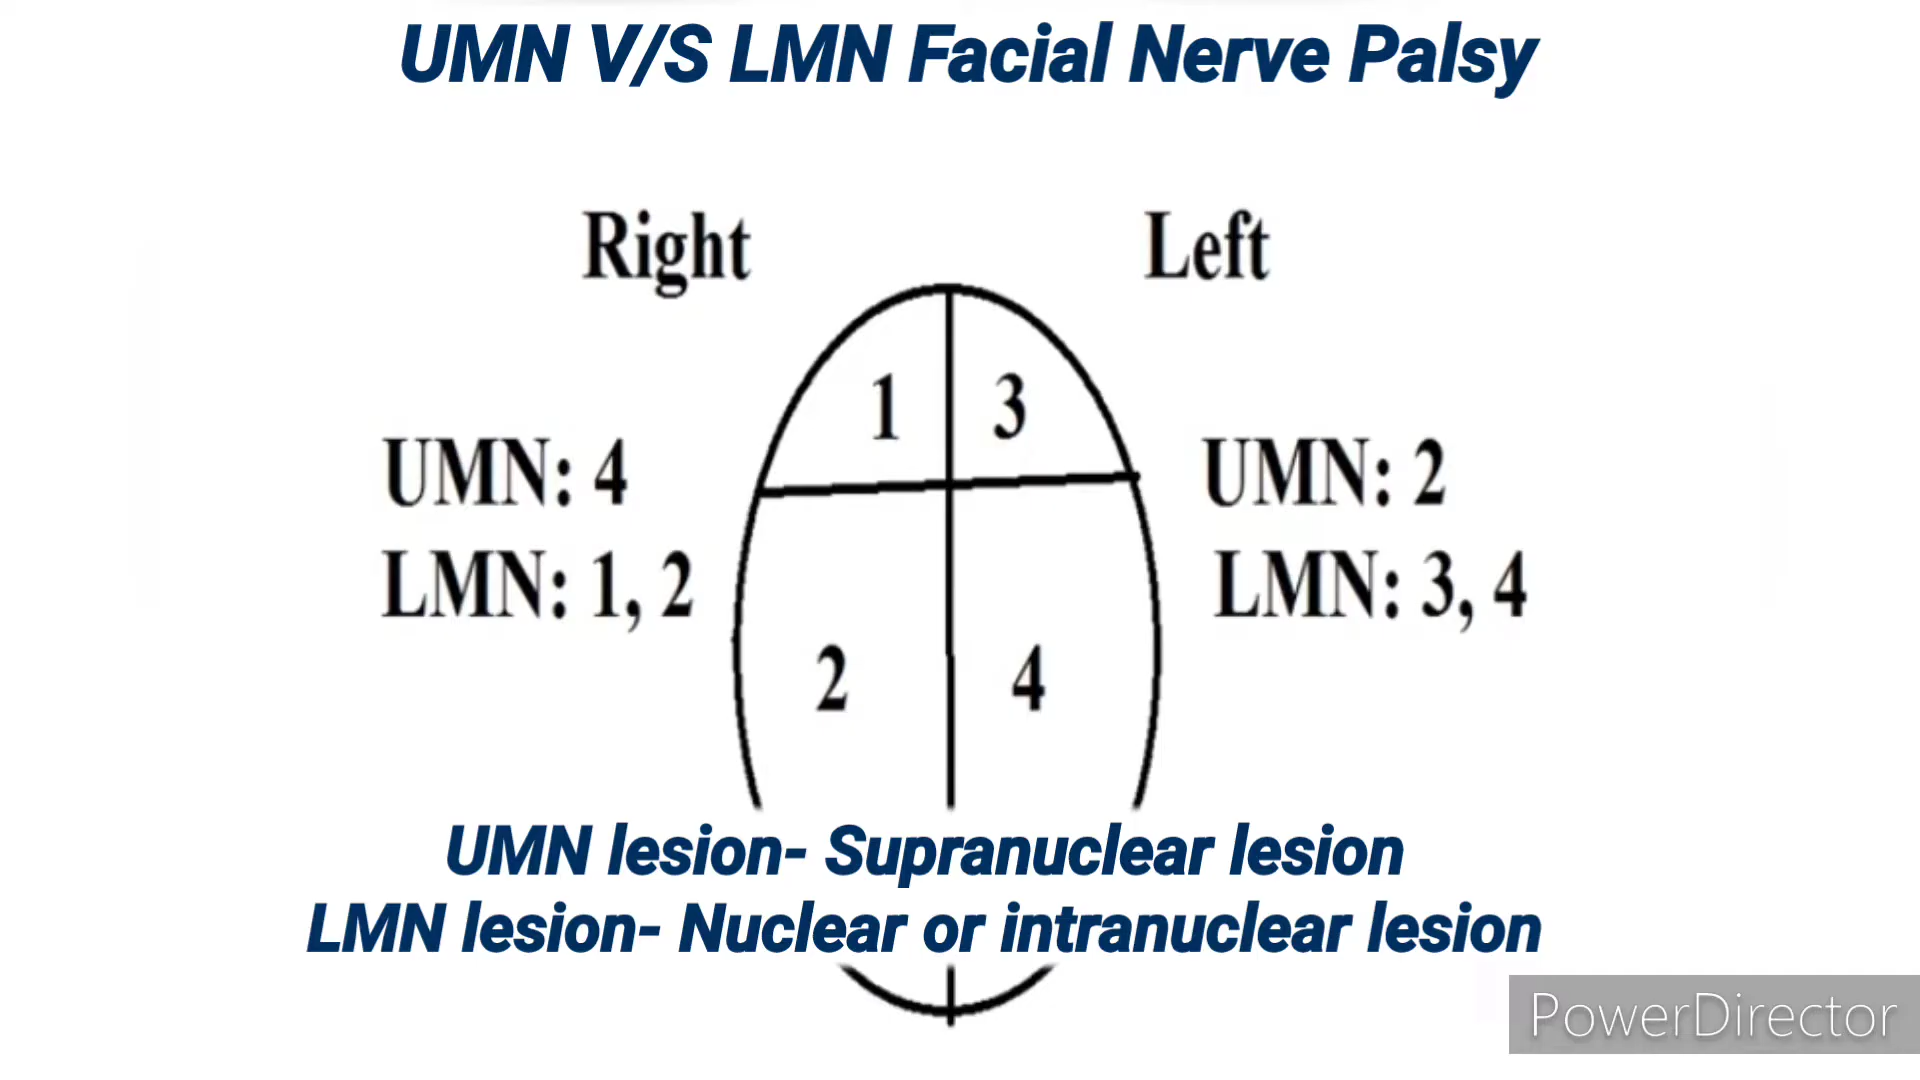 UMN V/S LMN Facial Nerve Palsy
Right Left
1 3
UMN: 4 UMN: 2
LMN: 1, 2 LMN: 3, 4
2 4
UMN lesion- Supranuclear lesion
LMN lesion- Nuclear or intranuclear lesion
PowerDirector